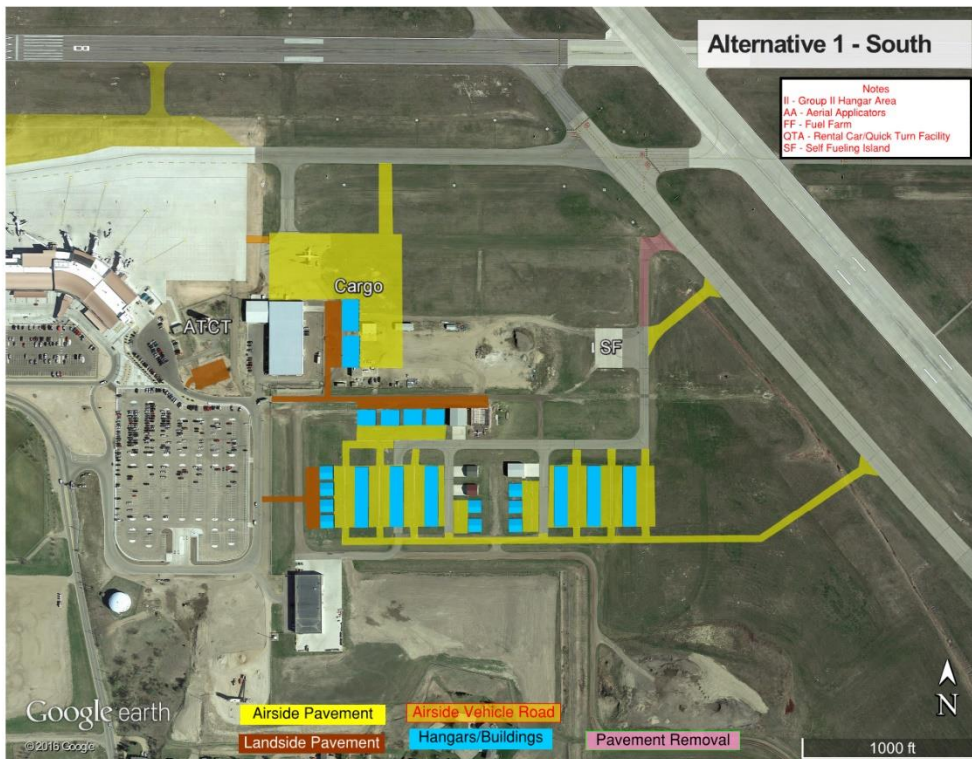 Alternative 1 - South
Notes
II - Group II Hangar Area
AA - Aerial Applicators
FF - Fuel Farm
QTA - Rental Car/Quick Turn Facility
SF - Self Fueling Island
Cargo
ATCT
SF
N
Google earth
© 2016 Google
Airside Pavement
Airside Vehicle Road
Landside Pavement
Hangars/Buildings
Pavement Removal
1000 ft